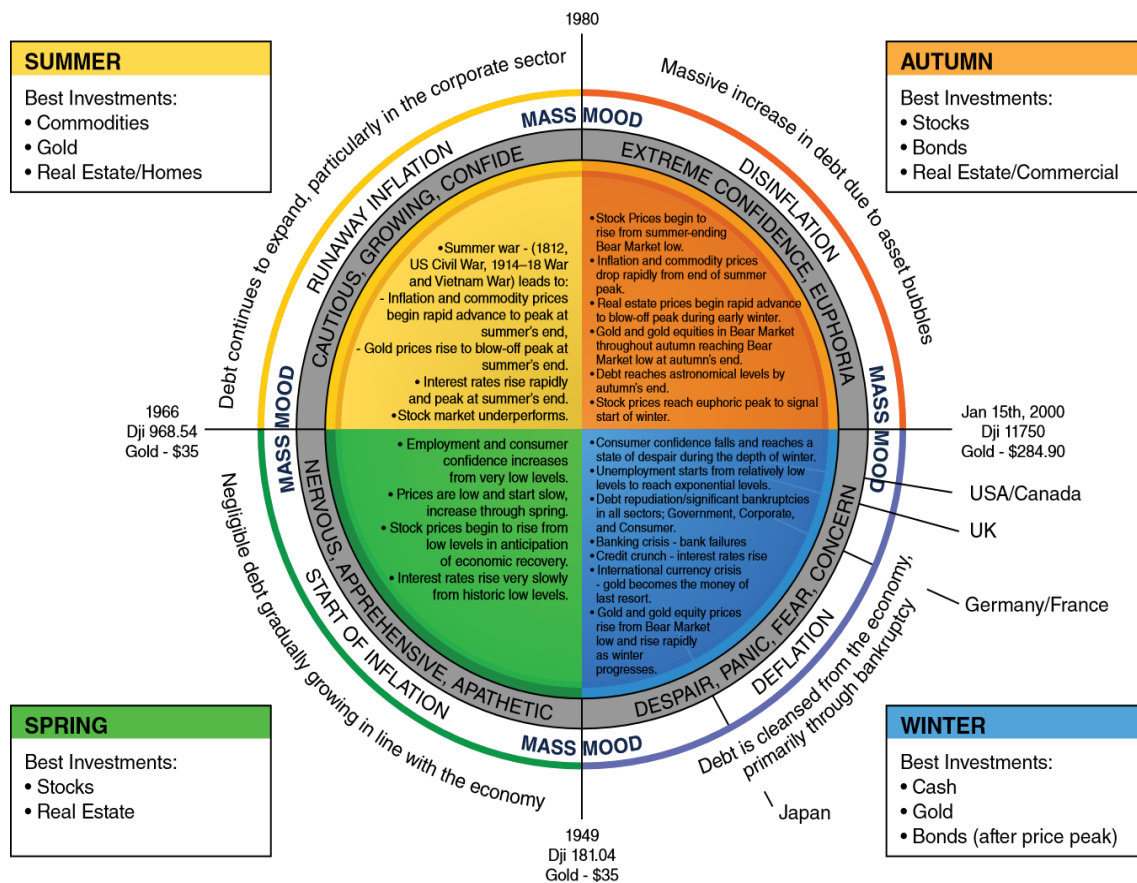 1980
SUMMER
Best Investments:
• Commodities
• Gold
• Real Estate/Homes
AUTUMN
Best Investments:
• Stocks
• Bonds
• Real Estate/Commercial
Debt continues to expand, particularly in the corporate sector
Massive increase in debt due to asset bubbles
MASS MOOD
RUNAWAY INFLATION
DISINFLATION
CAUTIOUS, GROWING, CONFIDE
EXTREME CONFIDENCE, EUPHORIA
• Summer war - (1812,
US Civil War, 1914–18 War
and Vietnam War) leads to:
- Inflation and commodity prices
begin rapid advance to peak at
summer's end,
- Gold prices rise to blow-off peak at
summer's end.
• Interest rates rise rapidly
and peak at summer's end.
• Stock market underperforms.
• Stock Prices begin to
rise from summer-ending
Bear Market low.
• Inflation and commodity prices
drop rapidly from end of summer
peak.
• Real estate prices begin rapid advance
to blow-off peak during early winter.
• Gold and gold equities in Bear Market
throughout autumn reaching Bear
Market low at autumn's end.
• Debt reaches astronomical levels by
autumn's end.
• Stock prices reach euphoric peak to signal
start of winter.
1966
Dji 968.54
Gold - $35
MASS MOOD
MASS MOOD
Jan 15th, 2000
Dji 11750
Gold - $284.90
• Employment and consumer
confidence increases
from very low levels.
• Prices are low and start slow,
increase through spring.
• Stock prices begin to rise from
low levels in anticipation
of economic recovery.
• Interest rates rise very slowly
from historic low levels.
• Consumer confidence falls and reaches a
state of despair during the depth of winter.
• Unemployment starts from relatively low
levels to reach exponential levels.
• Debt repudiation/significant bankruptcies
in all sectors; Government, Corporate,
and Consumer.
• Banking crisis - bank failures
• Credit crunch - interest rates rise
• International currency crisis
- gold becomes the money of
last resort.
• Gold and gold equity prices
rise from Bear Market
low and rise rapidly
as winter
progresses.
USA/Canada
UK
Germany/France
Japan
NERVOUS, APPREHENSIVE, APATHETIC
DESPAIR, PANIC, FEAR, CONCERN
START OF INFLATION
DEFLATION
MASS MOOD
Negligible debt gradually growing in line with the economy
Debt is cleansed from the economy,
primarily through bankruptcy
SPRING
Best Investments:
• Stocks
• Real Estate
WINTER
Best Investments:
• Cash
• Gold
• Bonds (after price peak)
1949
Dji 181.04
Gold - $35